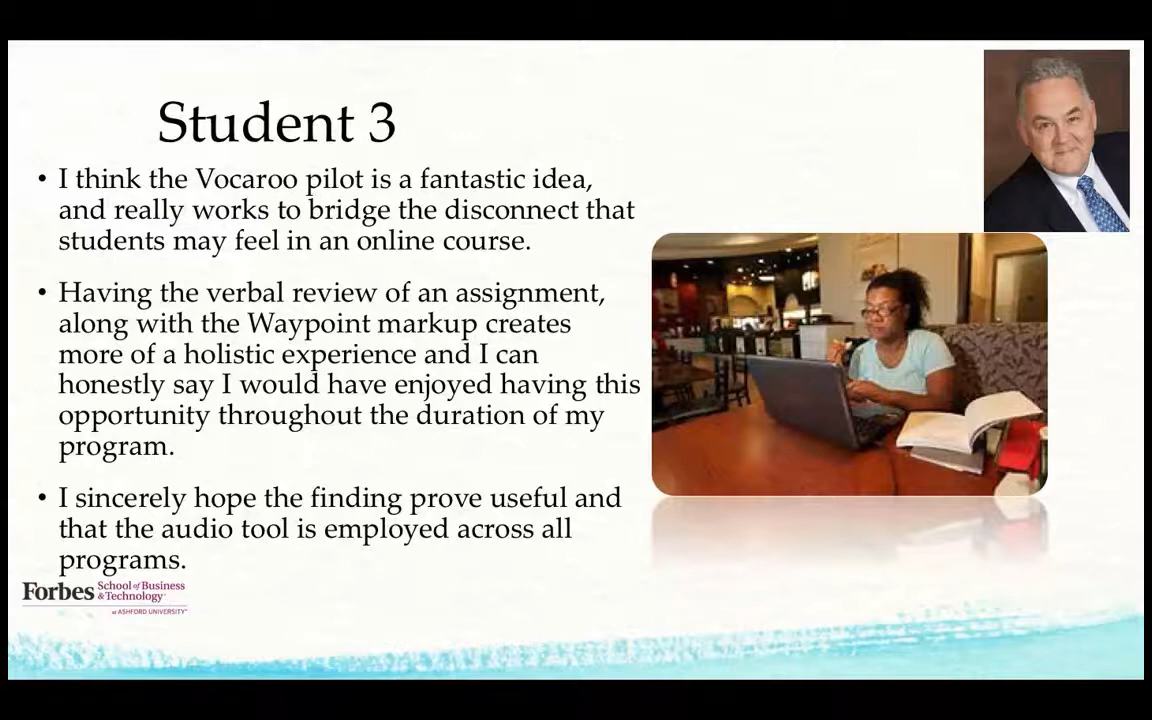 Student 3
• I think the Vocaroo pilot is a fantastic idea,
and really works to bridge the disconnect that
students may feel in an online course.
• Having the verbal review of an assignment,
along with the Waypoint markup creates
more of a holistic experience and I can
honestly say I would have enjoyed having this
opportunity throughout the duration of my
program.
• I sincerely hope the finding prove useful and
that the audio tool is employed across all
programs.
Forbes School of Business
& Technology™
at ASHFORD UNIVERSITY®